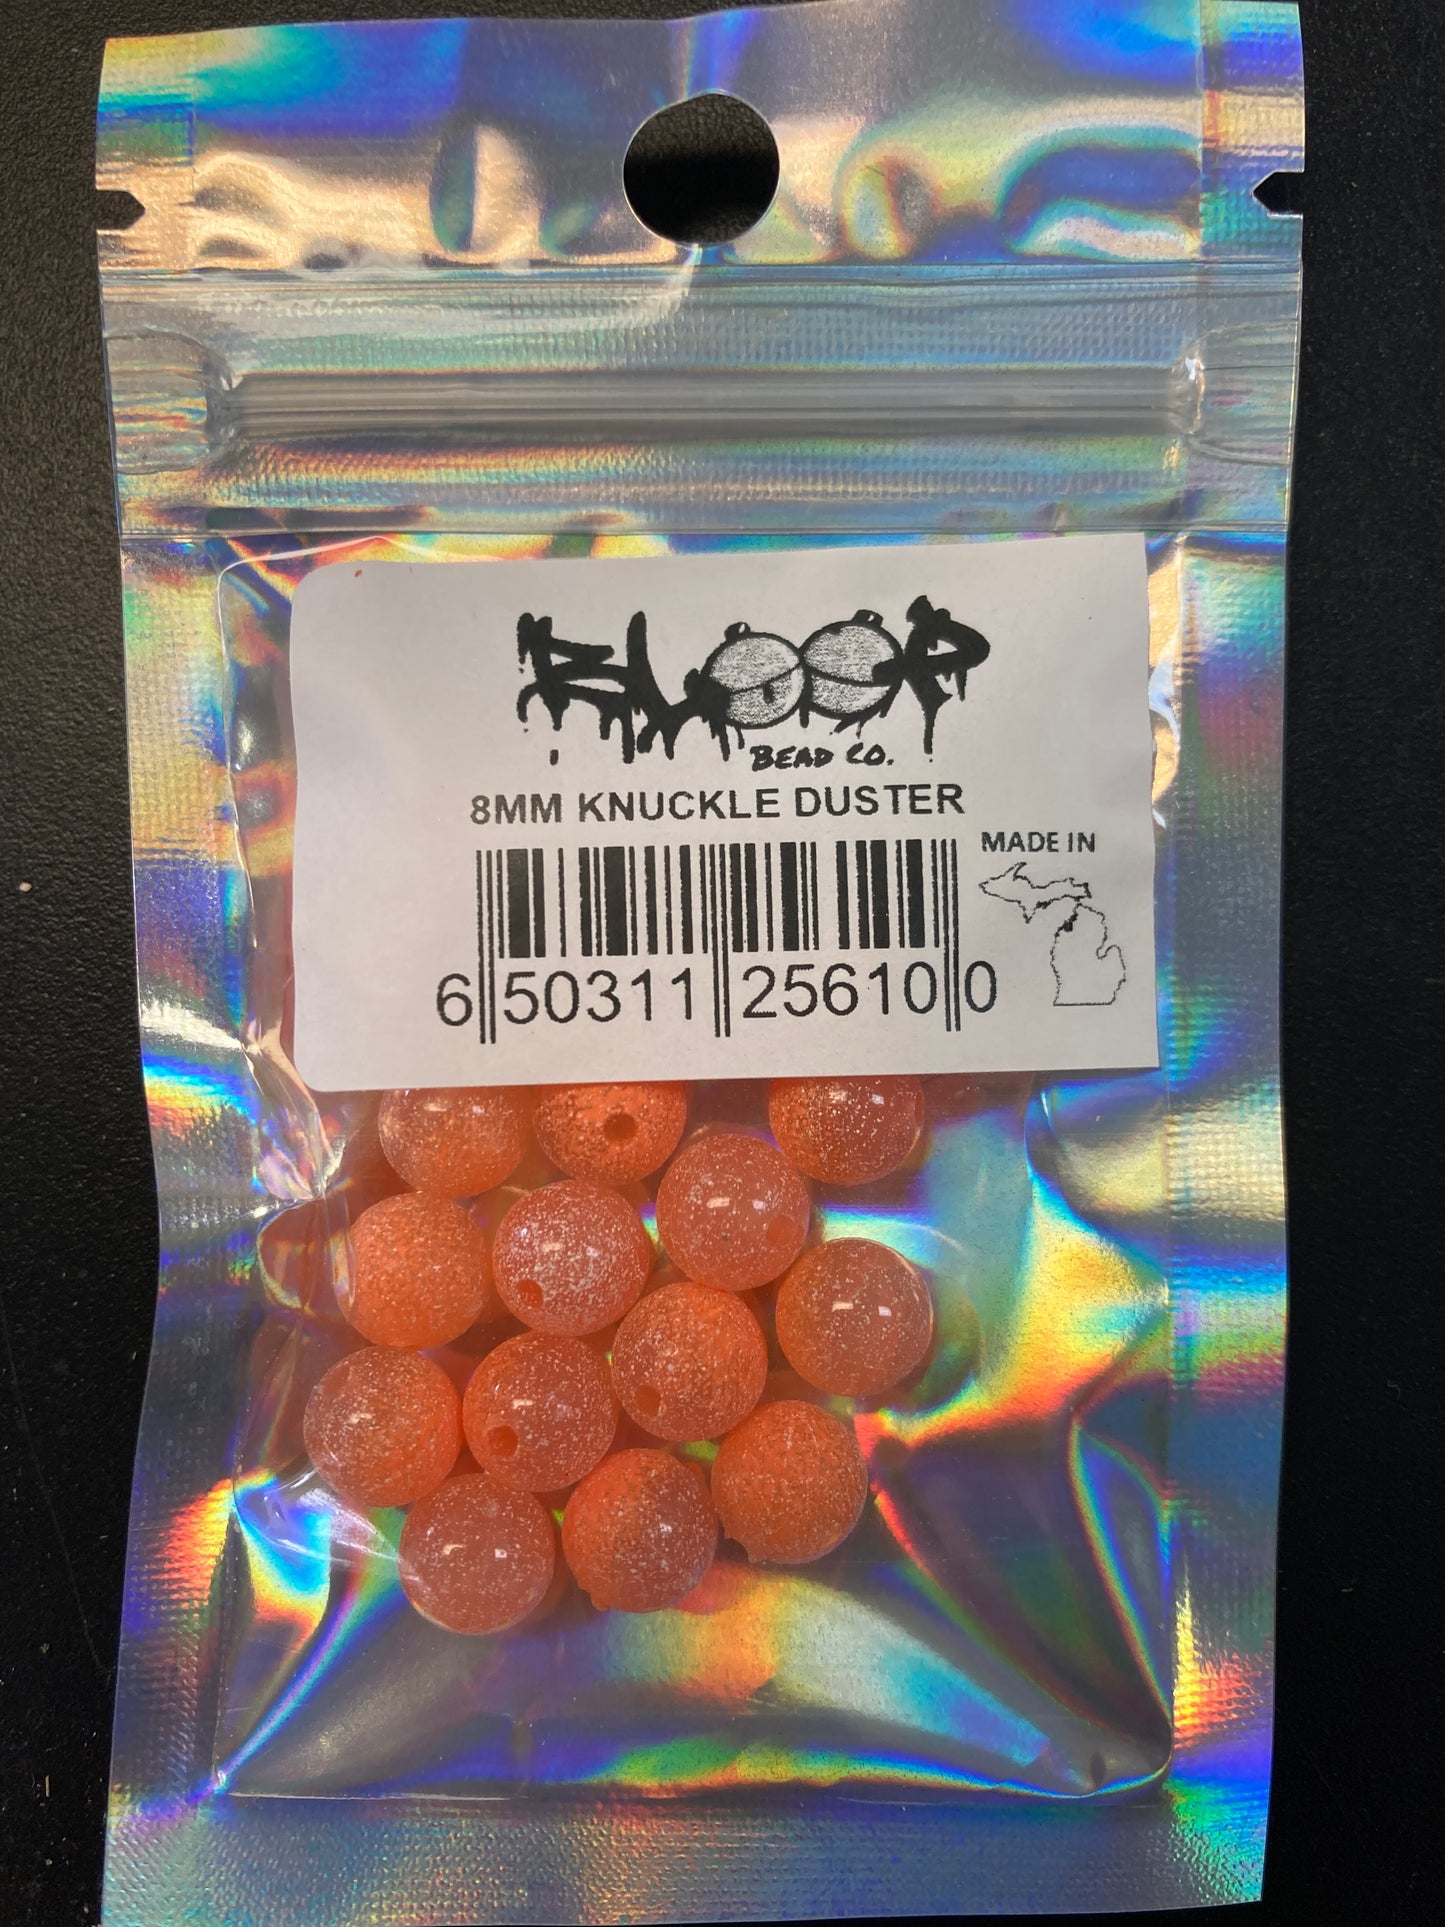 BLOOP
BEAD CO.
8MM KNUCKLE DUSTER
MADE IN
6 50311 25610 0